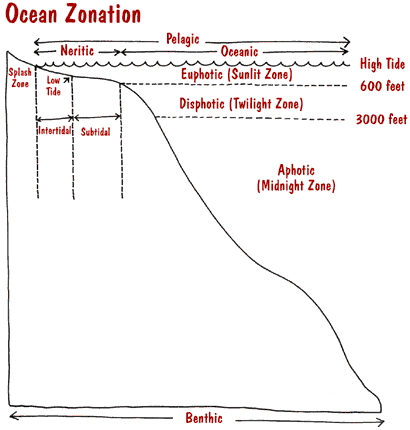 Ocean Zonation
Pelagic
Neritic
Oceanic
High Tide
Splash
Zone
Low
Tide
Euphotic (Sunlit Zone)
600 feet
Disphotic (Twilight Zone)
3000 feet
Intertidal
Subtidal
Aphotic
(Midnight Zone)
Benthic